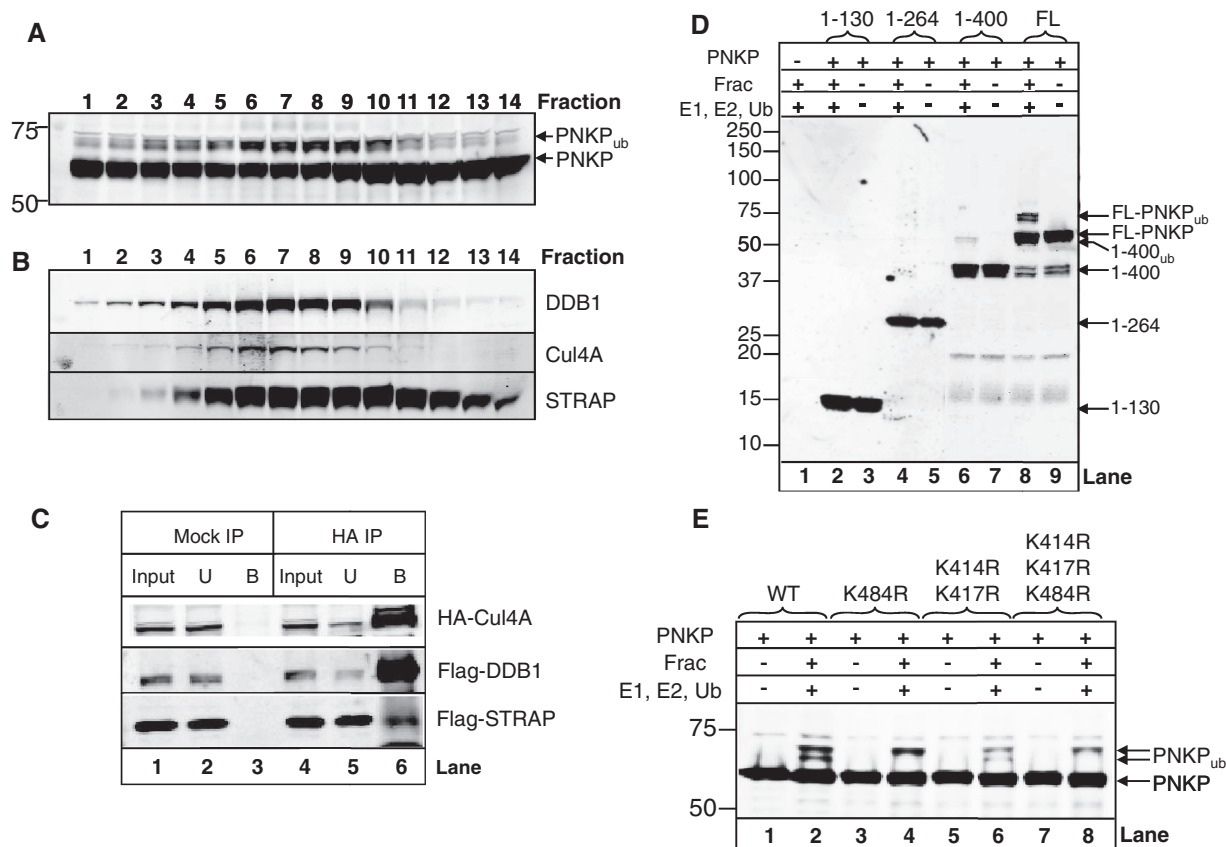 A
1 2 3 4 5 6 7 8 9 10 11 12 13 14 Fraction
75
PNKPub
PNKP
50
B
1 2 3 4 5 6 7 8 9 10 11 12 13 14 Fraction
DDB1
Cul4A
STRAP
C
Mock IP HA IP
Input U B Input U B
HA-Cul4A
Flag-DDB1
Flag-STRAP
1 2 3 4 5 6 Lane
D
1-130 1-264 1-400 FL
PNKP - + + + + + + + +
Frac + + - + - + - + -
E1, E2, Ub + + - + - + - + -
250
150
100
75
50
37
25
20
15
10
FL-PNKPub
FL-PNKP
1-400ub
1-400
1-264
1-130
1 2 3 4 5 6 7 8 9 Lane
E
WT K484R K414R K417R K414R K417R K484R
PNKP + + + + + + + +
Frac - + - + - + - +
E1, E2, Ub - + - + - + - +
75
PNKPub
PNKP
50
1 2 3 4 5 6 7 8 Lane